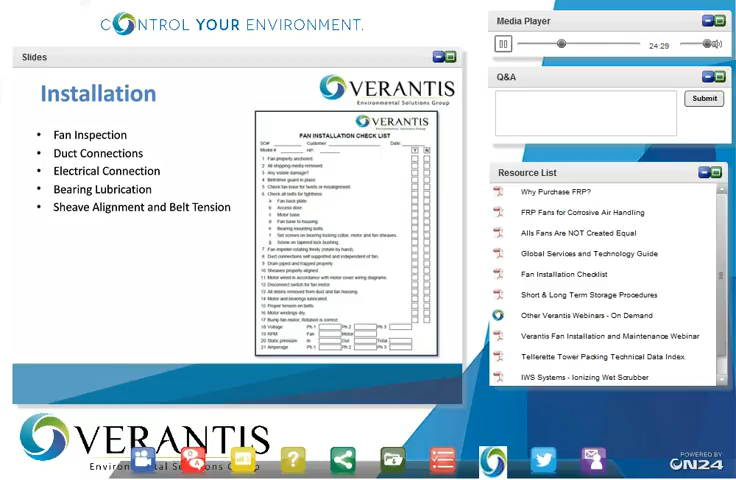 CONTROL YOUR ENVIRONMENT.
Slides
Installation
VERANTIS
Environmental Solutions Group
• Fan Inspection
• Duct Connections
• Electrical Connection
• Bearing Lubrication
• Sheave Alignment and Belt Tension
VERANTIS
Environmental Solutions Group
FAN INSTALLATION CHECK LIST
SO# Customer: Date:
Model # HP:
Y N
1 Fan properly anchored.
2 All shipping media removed.
3 Any visible damage?
4 Belt/drive guard in place.
5 Check fan base for twists or misalignment.
6 Check all bolts for tightness:
a Fan back plate
b Access door
c Motor base
d Fan base to housing
e Bearing mounting bolts
f Set screws on bearing locking collar, motor and fan sheaves.
g Screw on tapered lock bushing.
7 Fan impeller rotating freely (rotate by hand).
8 Duct connections self supported and independent of fan.
9 Drain piped and trapped properly.
10 Sheaves properly aligned.
11 Motor wired in accordance with motor cover wiring diagrams.
12 Disconnect switch for fan motor.
13 All debris removed from duct and fan housing.
14 Motor and bearings lubricated.
15 Proper tension on belts.
16 Motor windings dry.
17 Bump fan motor. Rotation is correct.
18 Voltage Ph 1 Ph 2 Ph 3
19 RPM Fan Motor
20 Static pressure In Out Total
21 Amperage Ph 1 Ph 2 Ph 3
VERANTIS
Environmental Solutions Group
Media Player
24:29
Q&A
Submit
Resource List
Why Purchase FRP?
FRP Fans for Corrosive Air Handling
Alls Fans Are NOT Created Equal
Global Services and Technology Guide
Fan Installation Checklist
Short & Long Term Storage Procedures
Other Verantis Webinars - On Demand
Verantis Fan Installation and Maintenance Webinar
Tellerette Tower Packing Technical Data Index
IWS Systems - Ionizing Wet Scrubber
POWERED BY
ON24